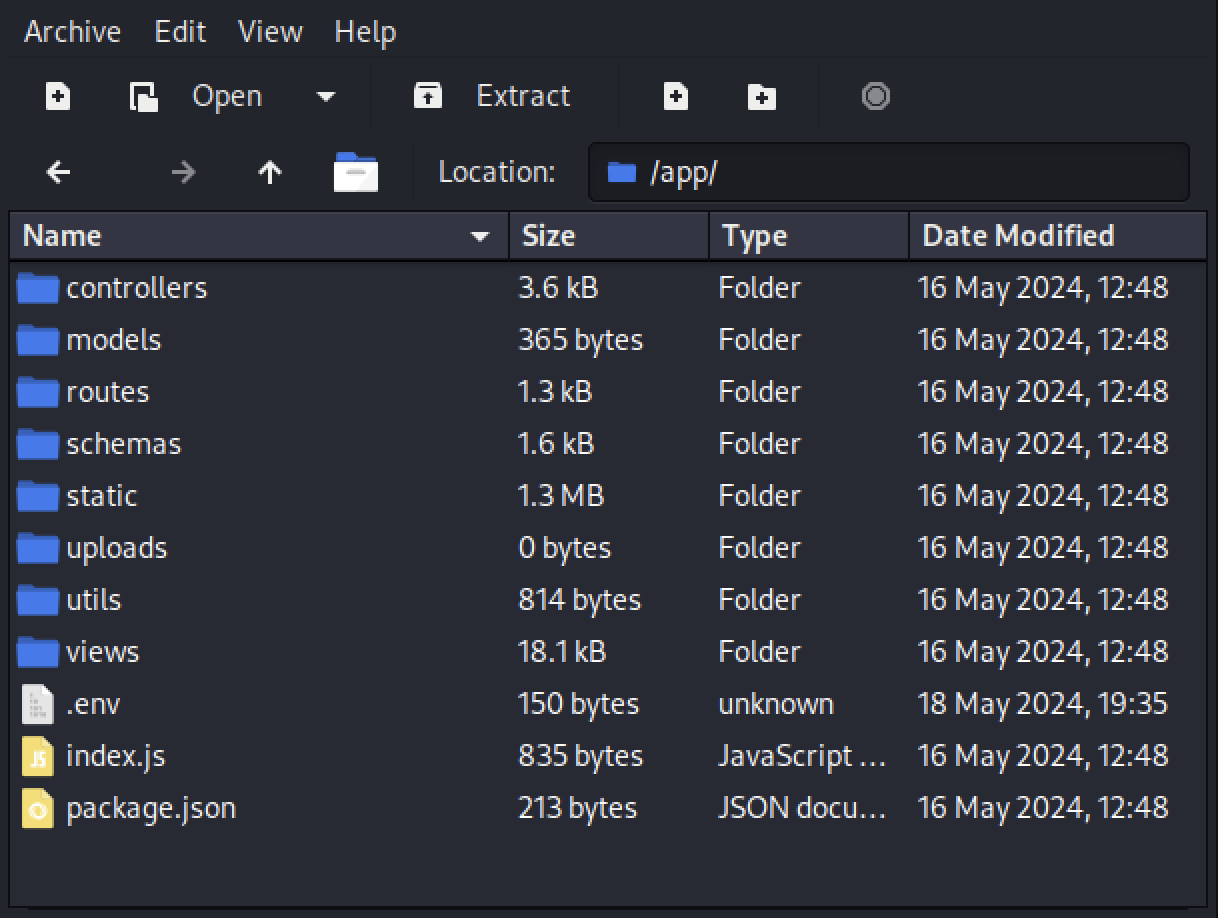 Archive Edit View Help
Open Extract
Location: /app/
Name Size Type Date Modified
controllers 3.6 kB Folder 16 May 2024, 12:48
models 365 bytes Folder 16 May 2024, 12:48
routes 1.3 kB Folder 16 May 2024, 12:48
schemas 1.6 kB Folder 16 May 2024, 12:48
static 1.3 MB Folder 16 May 2024, 12:48
uploads 0 bytes Folder 16 May 2024, 12:48
utils 814 bytes Folder 16 May 2024, 12:48
views 18.1 kB Folder 16 May 2024, 12:48
.env 150 bytes unknown 18 May 2024, 19:35
JS index.js 835 bytes JavaScript ... 16 May 2024, 12:48
package.json 213 bytes JSON docu... 16 May 2024, 12:48